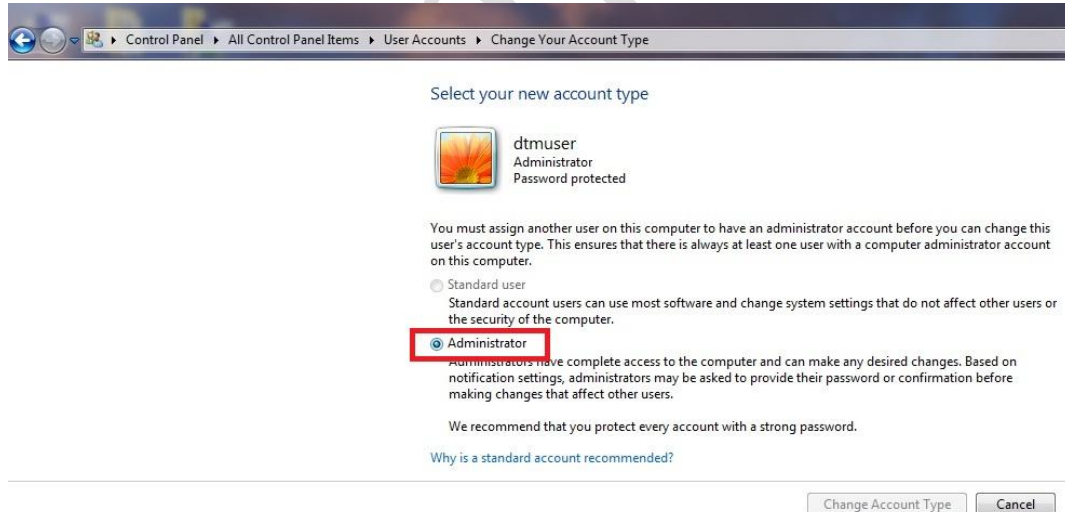 Control Panel ▸ All Control Panel Items ▸ User Accounts ▸ Change Your Account Type
Select your new account type
dtmuser
Administrator
Password protected
You must assign another user on this computer to have an administrator account before you can change this
user's account type. This ensures that there is always at least one user with a computer administrator account
on this computer.
Standard user
Standard account users can use most software and change system settings that do not affect other users or
the security of the computer.
Administrator
Administrators have complete access to the computer and can make any desired changes. Based on
notification settings, administrators may be asked to provide their password or confirmation before
making changes that affect other users.
We recommend that you protect every account with a strong password.
Why is a standard account recommended?
Change Account Type Cancel